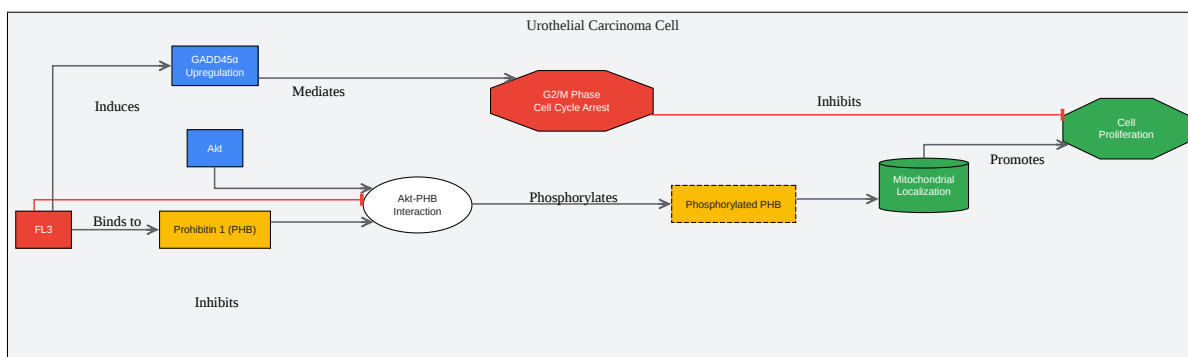 Urothelial Carcinoma Cell
GADD45α
Upregulation
Induces
Mediates
G2/M Phase
Cell Cycle Arrest
Inhibits
Cell
Proliferation
Akt
Promotes
Akt-PHB
Interaction
Phosphorylates
Phosphorylated PHB
Mitochondrial
Localization
FL3
Binds to
Prohibitin 1 (PHB)
Inhibits